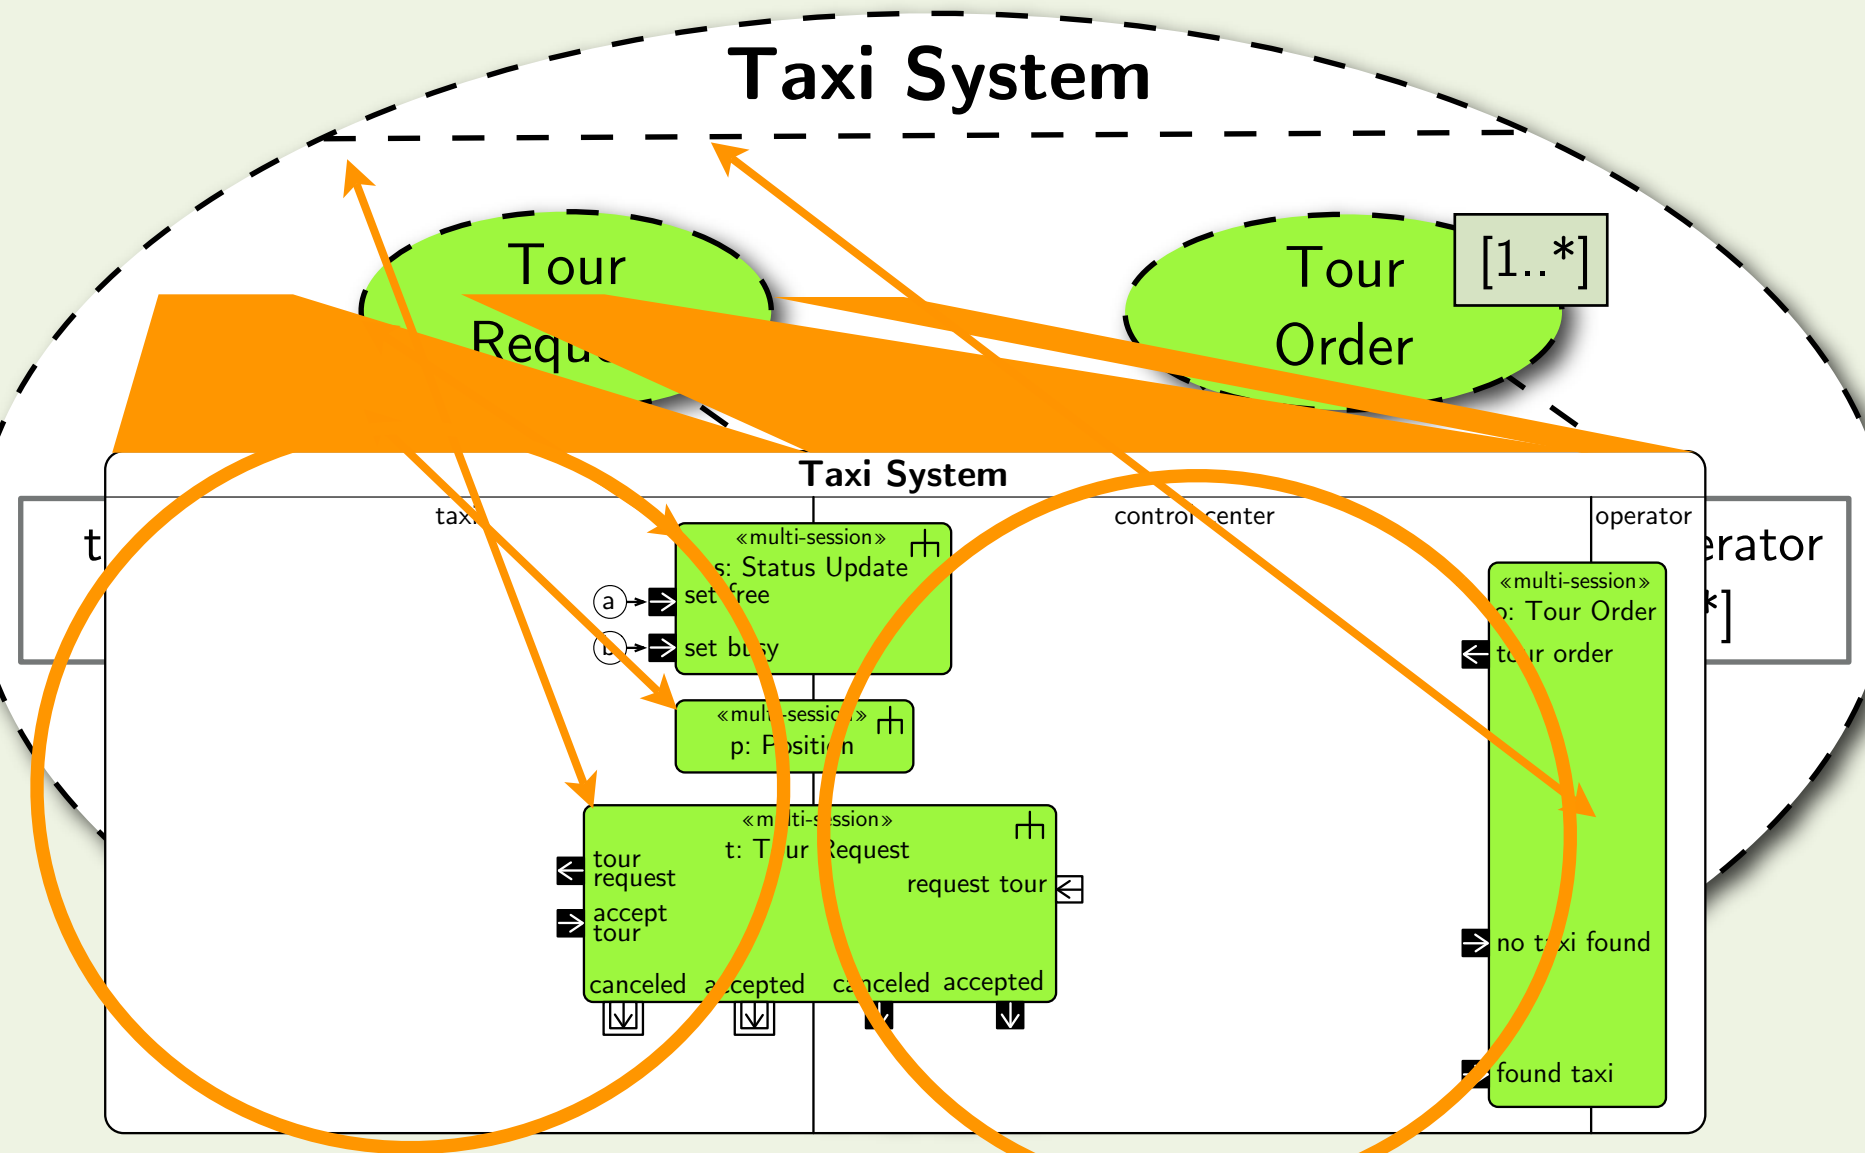 Taxi System
Tour
[1..*]
Tour
Order
Taxi System
taxi
control center
operator
«multi-session»
s: Status Update
a
set free
b
set busy
«multi-session»
p: Position
«multi-session»
t: Tour Request
tour
request
accept
tour
request tour
canceled
accepted
canceled
accepted
«multi-session»
o: Tour Order
tour order
no taxi found
found taxi
t
erator
*]